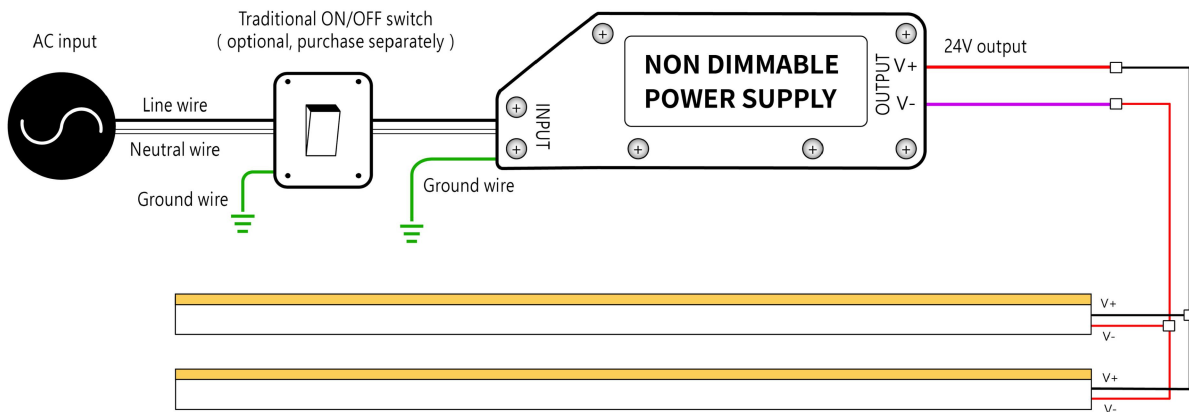 AC input
Traditional ON/OFF switch
( optional, purchase separately )
Line wire
Neutral wire
Ground wire
Ground wire
INPUT
NON DIMMABLE
POWER SUPPLY
OUTPUT
V+
V-
24V output
V+
V-
V+
V-